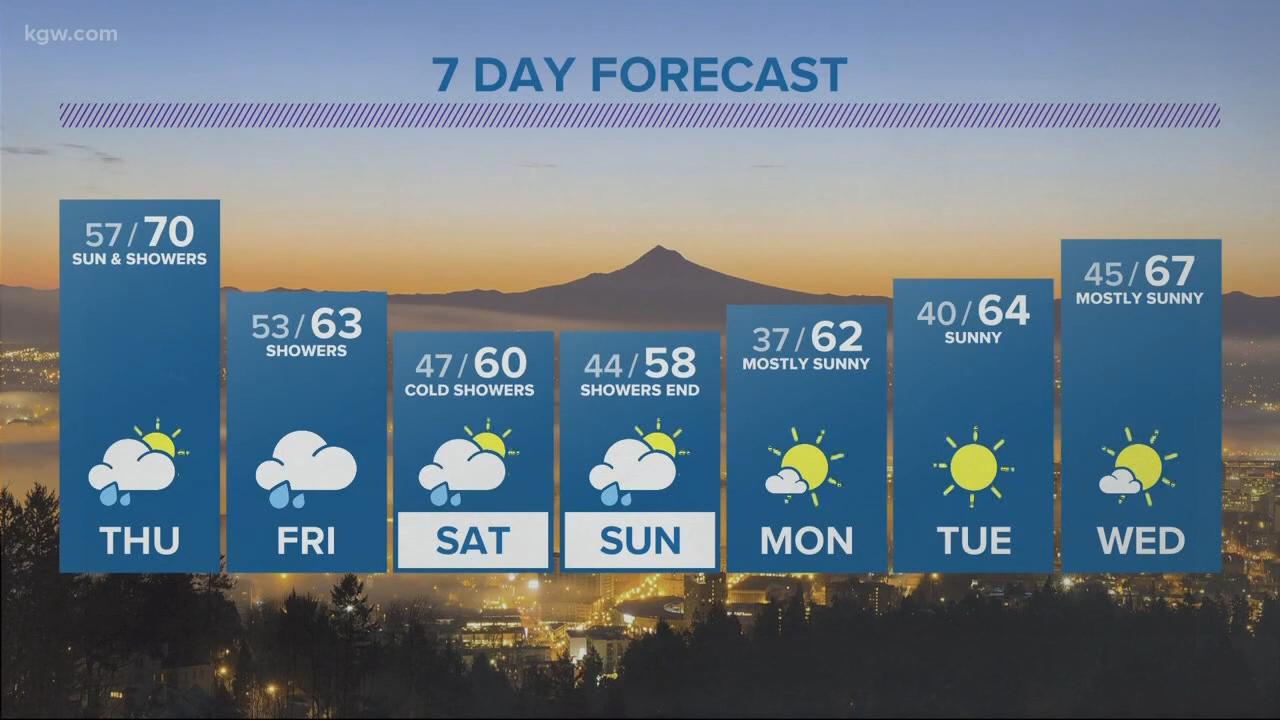 kgw.com
7 DAY FORECAST
57/70
SUN & SHOWERS
THU
53/63
SHOWERS
FRI
47/60
COLD SHOWERS
SAT
44/58
SHOWERS END
SUN
37/62
MOSTLY SUNNY
MON
40/64
SUNNY
TUE
45/67
MOSTLY SUNNY
WED